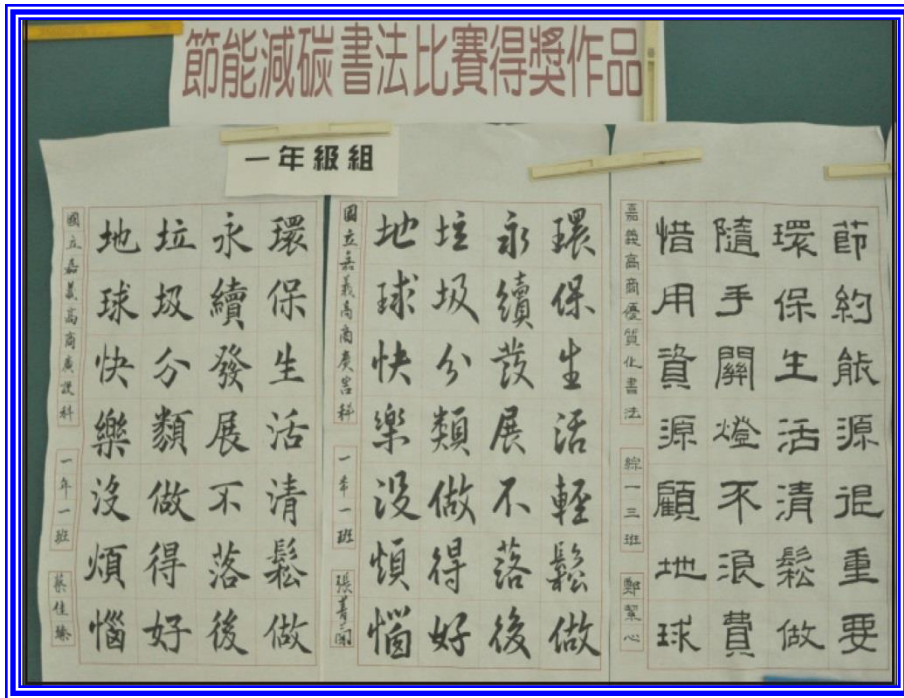 節能減碳書法比賽得獎作品
一年級組
節約能源很重要
環保生活清鬆做
隨手關燈不浪費
惜用資源顧地球
嘉義高商優質化書法 綜一三班 鄭絜心
環保生活輕鬆做
永續發展不落後
垃圾分類做得好
地球快樂沒煩惱
國立嘉義高商廣告科 一年一班
環保生活清鬆做
永續發展不落後
垃圾分類做得好
地球快樂沒煩惱
國立嘉義高商廣設科 一年一班